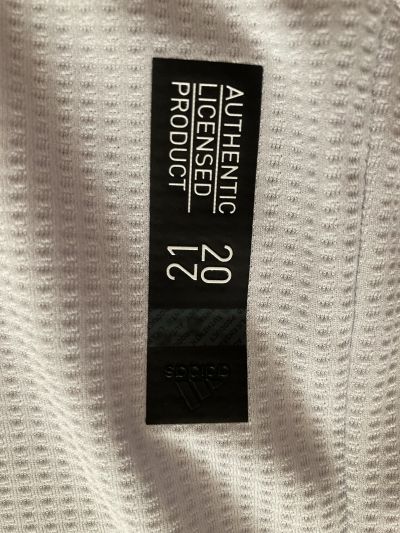 AUTHENTIC
LICENSED
PRODUCT
20
21
adidas